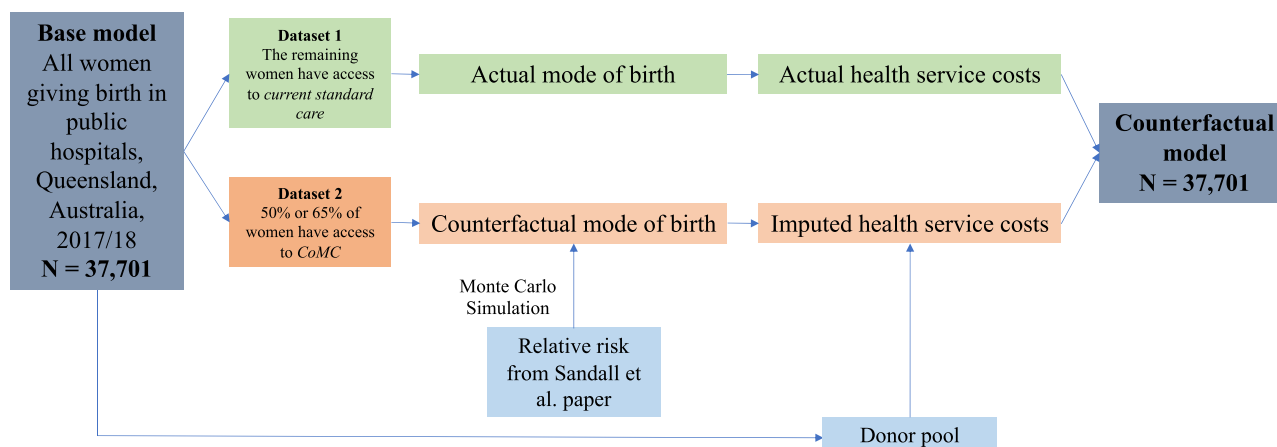 Base model
All women
giving birth in
public
hospitals,
Queensland,
Australia,
2017/18
N = 37,701
Dataset 1
The remaining
women have access
to current standard
care
Actual mode of birth
Actual health service costs
Dataset 2
50% or 65% of
women have access
to CoMC
Counterfactual mode of birth
Imputed health service costs
Counterfactual
model
N = 37,701
Monte Carlo
Simulation
Relative risk
from Sandall et
al. paper
Donor pool